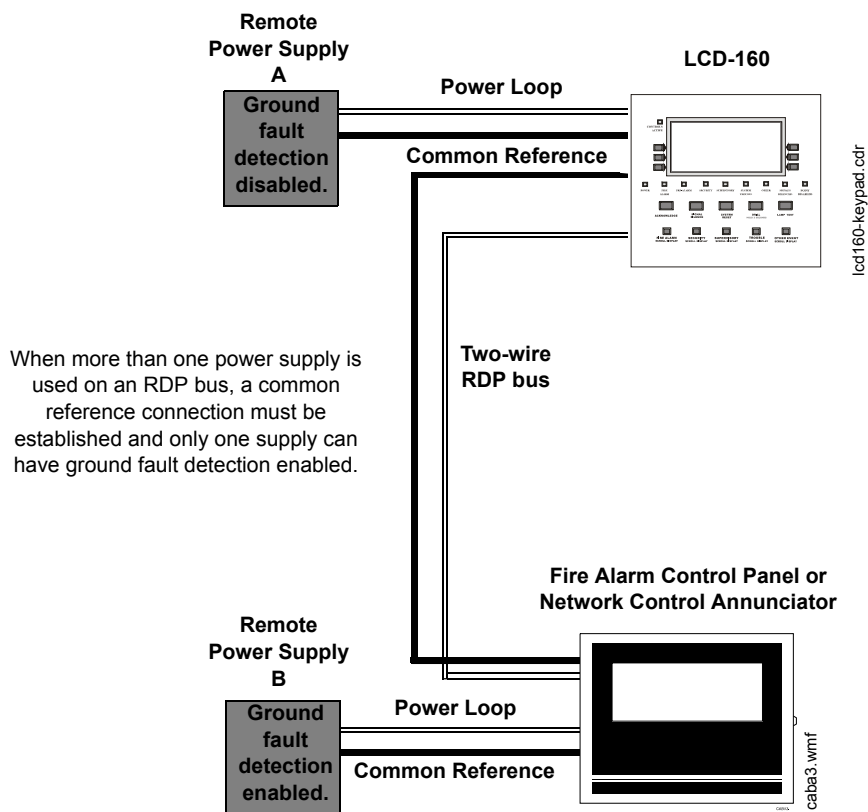 Remote
Power Supply
A
Ground
fault
detection
disabled.
Power Loop
Common Reference
LCD-160
ACKNOWLEDGE
LAMP TEST
lcd160-keypad.cdr
When more than one power supply is
used on an RDP bus, a common
reference connection must be
established and only one supply can
have ground fault detection enabled.
Two-wire
RDP bus
Fire Alarm Control Panel or
Network Control Annunciator
Remote
Power Supply
B
Ground
fault
detection
enabled.
Power Loop
Common Reference
caba3.wmf